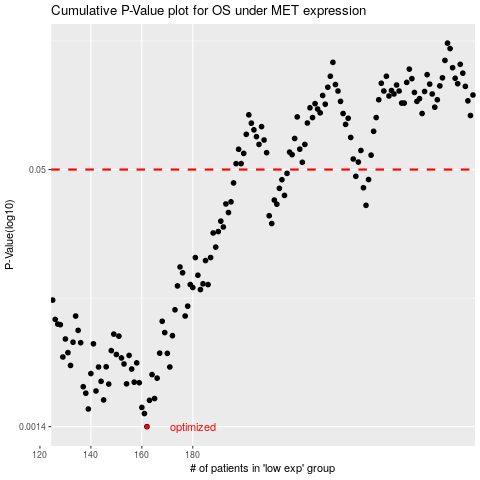 Cumulative P-Value plot for OS under MET expression
P-Value(log10)
0.05
0.0014
optimized
120 140 160 180
# of patients in 'low exp' group